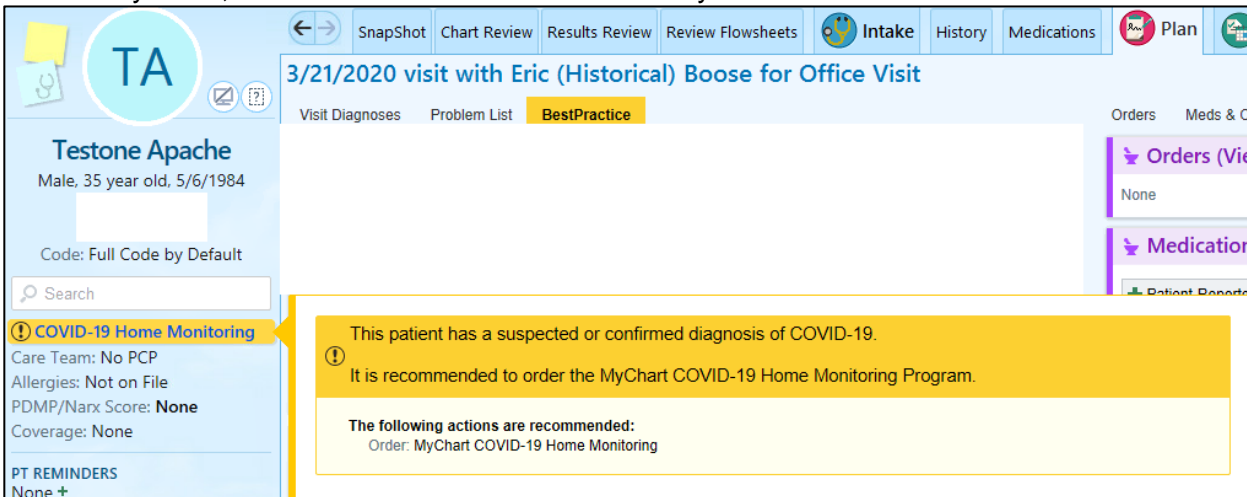 SnapShot Chart Review Results Review Review Flowsheets Intake History Medications Plan
TA
3/21/2020 visit with Eric (Historical) Boose for Office Visit
Visit Diagnoses Problem List BestPractice Orders Meds &
Testone Apache
Male, 35 year old, 5/6/1984
Code: Full Code by Default
Search
COVID-19 Home Monitoring
Care Team: No PCP
Allergies: Not on File
PDMP/Narx Score: None
Coverage: None
PT REMINDERS
None +
Orders (Vie
None
Medication
This patient has a suspected or confirmed diagnosis of COVID-19.
It is recommended to order the MyChart COVID-19 Home Monitoring Program.
The following actions are recommended:
Order: MyChart COVID-19 Home Monitoring